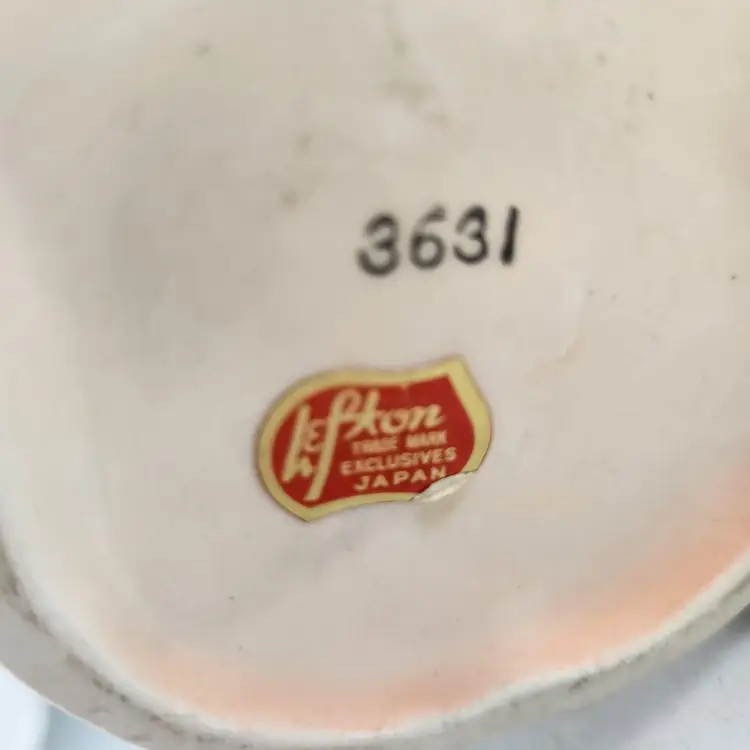 3631
Lefton
TRADE MARK
EXCLUSIVES
JAPAN